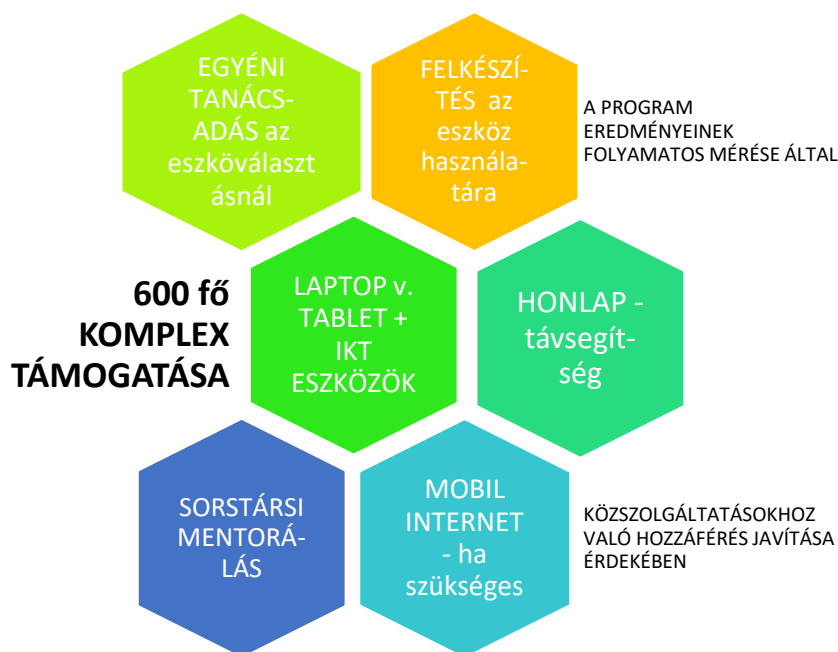 EGYÉNI
TANÁCS-
ADÁS az
eszköválaszt
ásnál
FELKÉSZÍ-
TÉS az
eszköz
használa-
tára
A PROGRAM
EREDMÉNYEINEK
FOLYAMATOS MÉRÉSE ÁLTAL
600 fő
KOMPLEX
TÁMOGATÁSA
LAPTOP v.
TABLET +
IKT
ESZKÖZÖK
HONLAP -
távsegít-
ség
SORSTÁRSI
MENTORÁ-
LÁS
MOBIL
INTERNET
- ha
szükséges
KÖZSZOLGÁLTATÁSOKHOZ
VALÓ HOZZÁFÉRÉS JAVÍTÁSA
ÉRDEKÉBEN